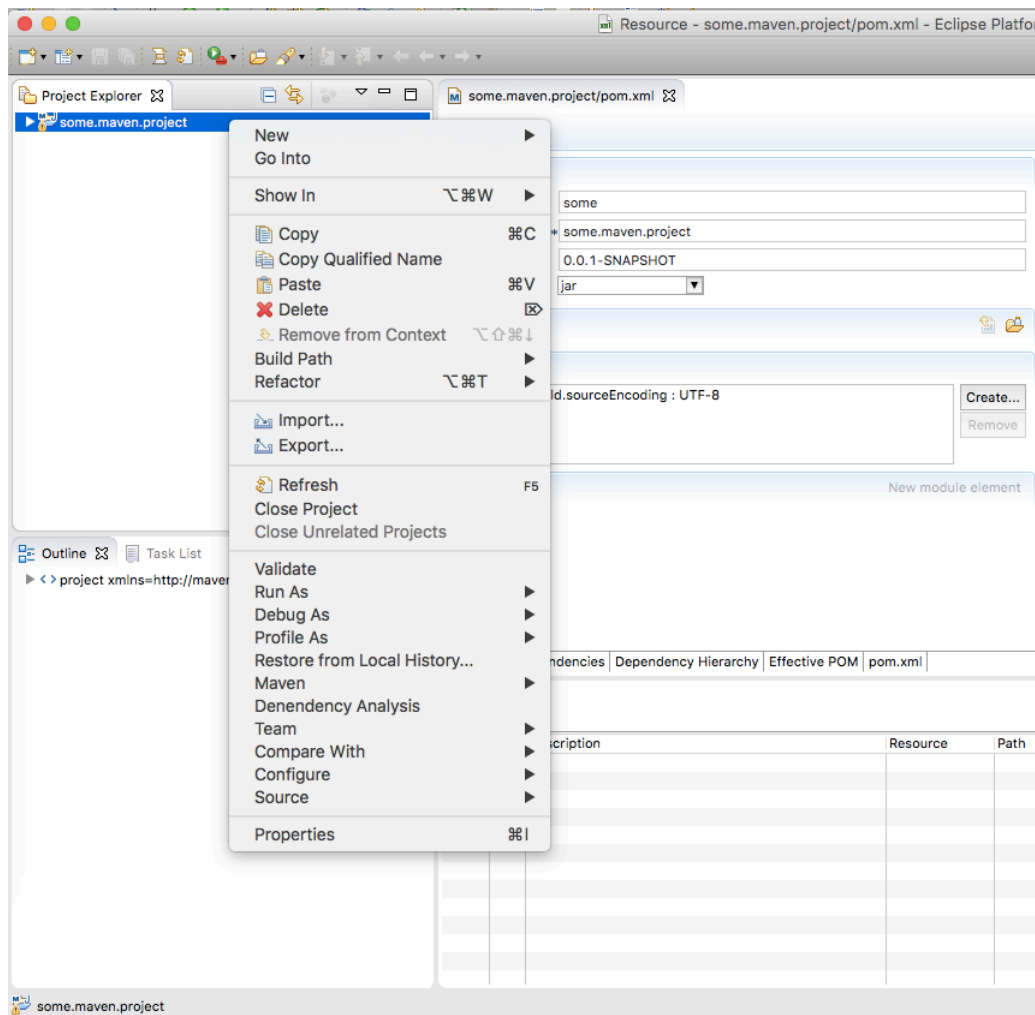 Resource - some.maven.project/pom.xml - Eclipse Platfo
Project Explorer
some.maven.project/pom.xml
some.maven.project
New
Go Into
Show In ⌥⌘W
Copy ⌘C
Copy Qualified Name
Paste ⌘V
Delete ⌦
Remove from Context ⌥⇧⌘↓
Build Path
Refactor ⌥⌘T
Import...
Export...
Refresh F5
Close Project
Close Unrelated Projects
Validate
Run As
Debug As
Profile As
Restore from Local History...
Maven
Denendency Analysis
Team
Compare With
Configure
Source
Properties ⌘I
some
* some.maven.project
0.0.1-SNAPSHOT
jar
ld.sourceEncoding : UTF-8
Create...
Remove
New module element
Outline Task List
project xmlns=http://maven
ndencies Dependency Hierarchy Effective POM pom.xml
scription Resource Path
some.maven.project